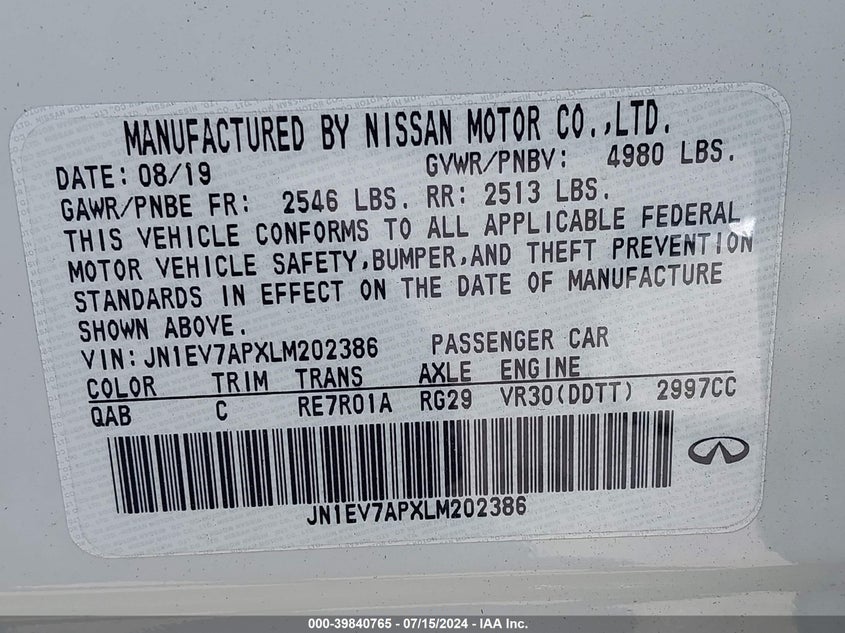 MANUFACTURED BY NISSAN MOTOR CO.,LTD.
DATE: 08/19 GVWR/PNBV: 4980 LBS.
GAWR/PNBE FR: 2546 LBS. RR: 2513 LBS.
THIS VEHICLE CONFORMS TO ALL APPLICABLE FEDERAL
MOTOR VEHICLE SAFETY,BUMPER,AND THEFT PREVENTION
STANDARDS IN EFFECT ON THE DATE OF MANUFACTURE
SHOWN ABOVE.
VIN: JN1EV7APXLM202386 PASSENGER CAR
COLOR TRIM TRANS AXLE ENGINE
QAB C RE7R01A RG29 VR30(DDTT) 2997CC
JN1EV7APXLM202386
000-39840765 - 07/15/2024 - IAA Inc.